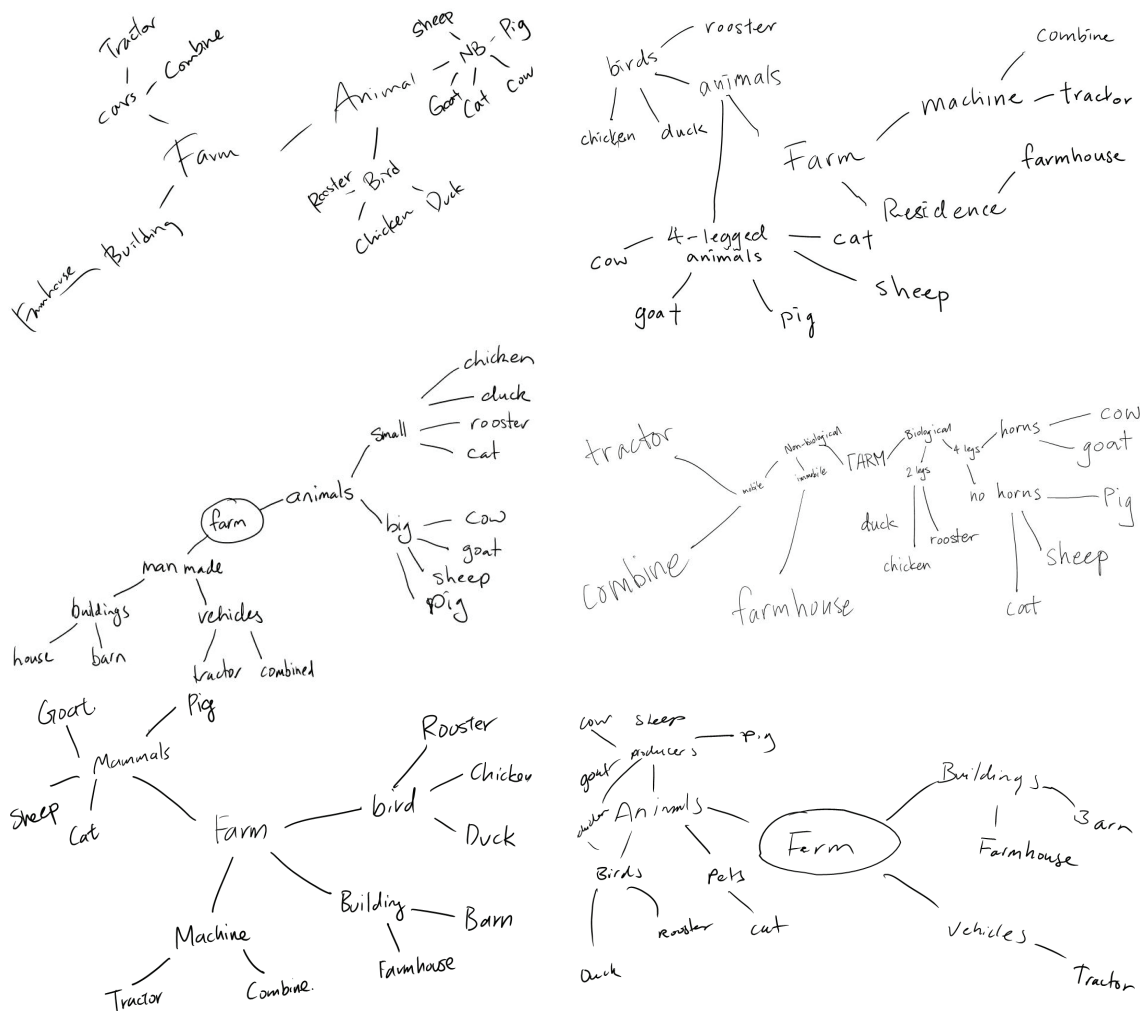 Tractor
Combine
cars
Farm
Building
Farmhouse
Animal
sheep
NB
Pig
Goat
Cat
Cow
Rooster
Bird
Chicken
Duck
birds
rooster
animals
chicken
duck
Farm
machine
combine
tractor
Residence
farmhouse
4-legged
animals
cow
goat
pig
sheep
cat
farm
animals
small
chicken
duck
rooster
cat
big
cow
goat
sheep
pig
man made
buildings
house
barn
vehicles
tractor
combined
FARM
Non-biological
mobile
tractor
combine
immobile
farmhouse
Biological
2 legs
duck
chicken
rooster
4 legs
horns
cow
goat
no horns
Pig
sheep
cat
Farm
Mammals
Goat.
Pig
Sheep
Cat
bird
Rooster
Chicken
Duck
Building
Barn
Farmhouse
Machine
Tractor
Combine.
Farm
Animals
producers
cow
sheep
pig
goat
Birds
Duck
Rooster
Pets
cat
Buildings
Barn
Farmhouse
vehicles
Tractor